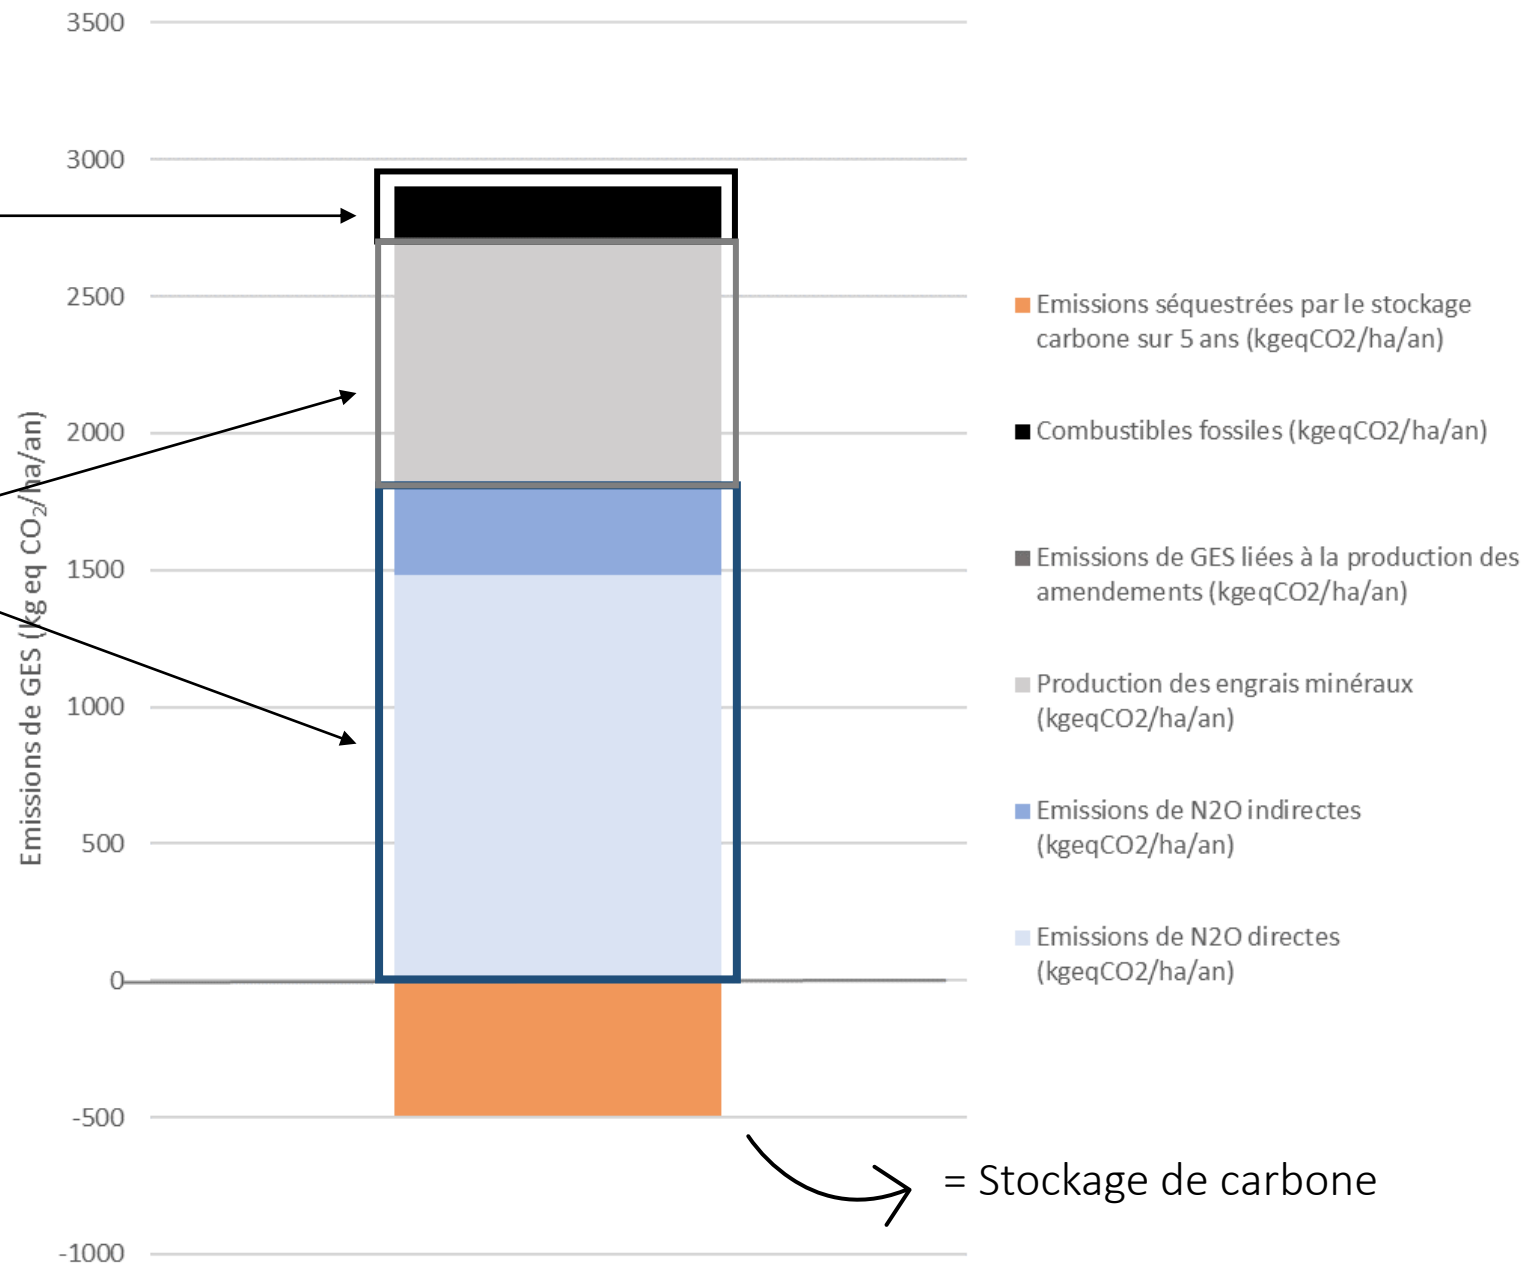 3500
3000
2500
2000
1500
1000
500
0
-500
-1000
Emissions de GES (kg eq CO₂/ha/an)
Emissions séquestrées par le stockage
carbone sur 5 ans (kgeqCO2/ha/an)
Combustibles fossiles (kgeqCO2/ha/an)
Emissions de GES liées à la production des
amendements (kgeqCO2/ha/an)
Production des engrais minéraux
(kgeqCO2/ha/an)
Emissions de N2O indirectes
(kgeqCO2/ha/an)
Emissions de N2O directes
(kgeqCO2/ha/an)
= Stockage de carbone